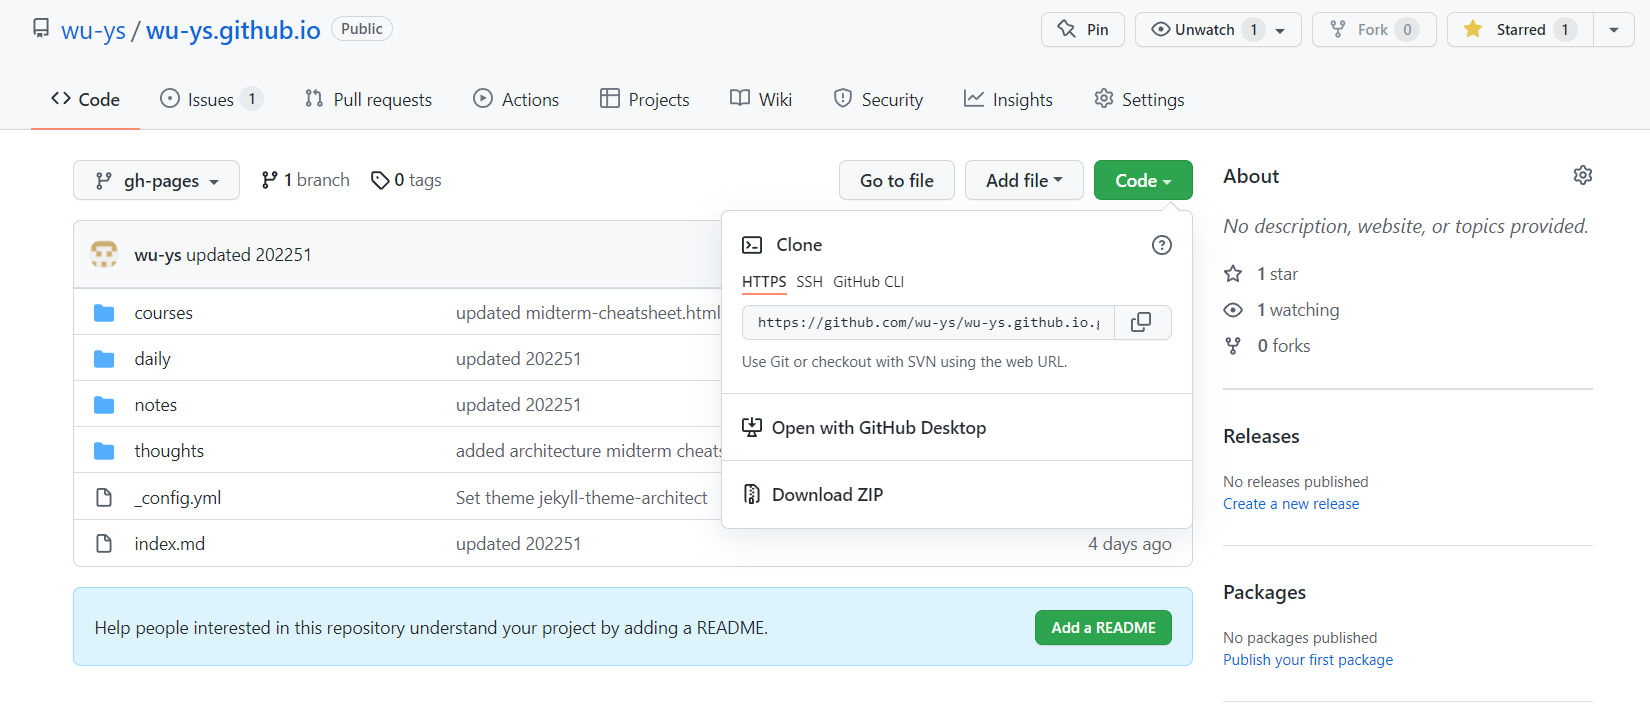 wu-ys / wu-ys.github.io Public Pin Unwatch 1 Fork 0 Starred 1
Code Issues 1 Pull requests Actions Projects Wiki Security Insights Settings
gh-pages 1 branch 0 tags Go to file Add file Code
wu-ys updated 202251
courses updated midterm-cheatsheet.html
daily updated 202251
notes updated 202251
thoughts added architecture midterm cheats
_config.yml Set theme jekyll-theme-architect
index.md updated 202251 4 days ago
Clone
HTTPS SSH GitHub CLI
https://github.com/wu-ys/wu-ys.github.io.g
Use Git or checkout with SVN using the web URL.
Open with GitHub Desktop
Download ZIP
Help people interested in this repository understand your project by adding a README. Add a README
About
No description, website, or topics provided.
1 star
1 watching
0 forks
Releases
No releases published
Create a new release
Packages
No packages published
Publish your first package